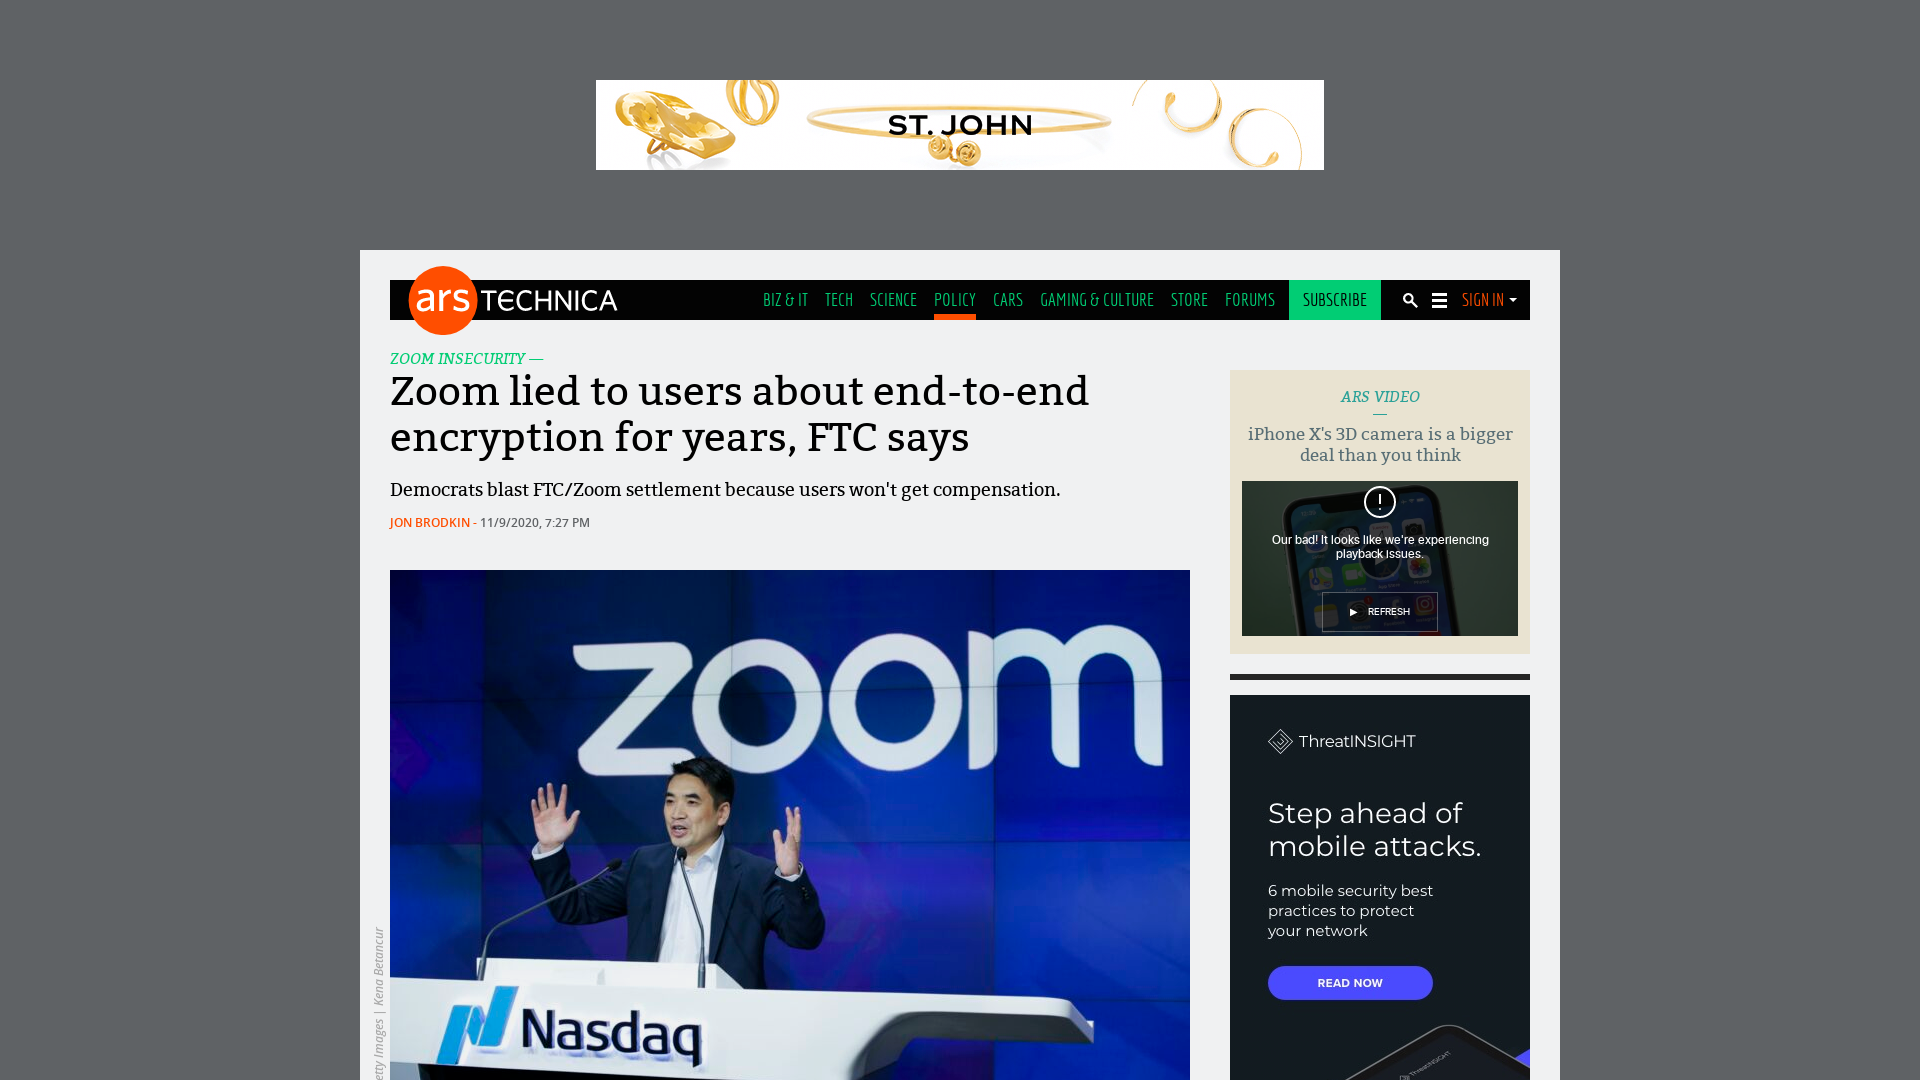 ST. JOHN
ars TECHNICA
BIZ & IT TECH SCIENCE POLICY CARS GAMING & CULTURE STORE FORUMS SUBSCRIBE SIGN IN
ZOOM INSECURITY —
Zoom lied to users about end-to-end
encryption for years, FTC says
Democrats blast FTC/Zoom settlement because users won't get compensation.
JON BRODKIN - 11/9/2020, 7:27 PM
zoom
Nasdaq
Images | Kena Betancur
ARS VIDEO
—
iPhone X's 3D camera is a bigger
deal than you think
Our bad! It looks like we're experiencing
playback issues.
REFRESH
ThreatINSIGHT
Step ahead of
mobile attacks.
6 mobile security best
practices to protect
your network
READ NOW
ThreatINSIGHT